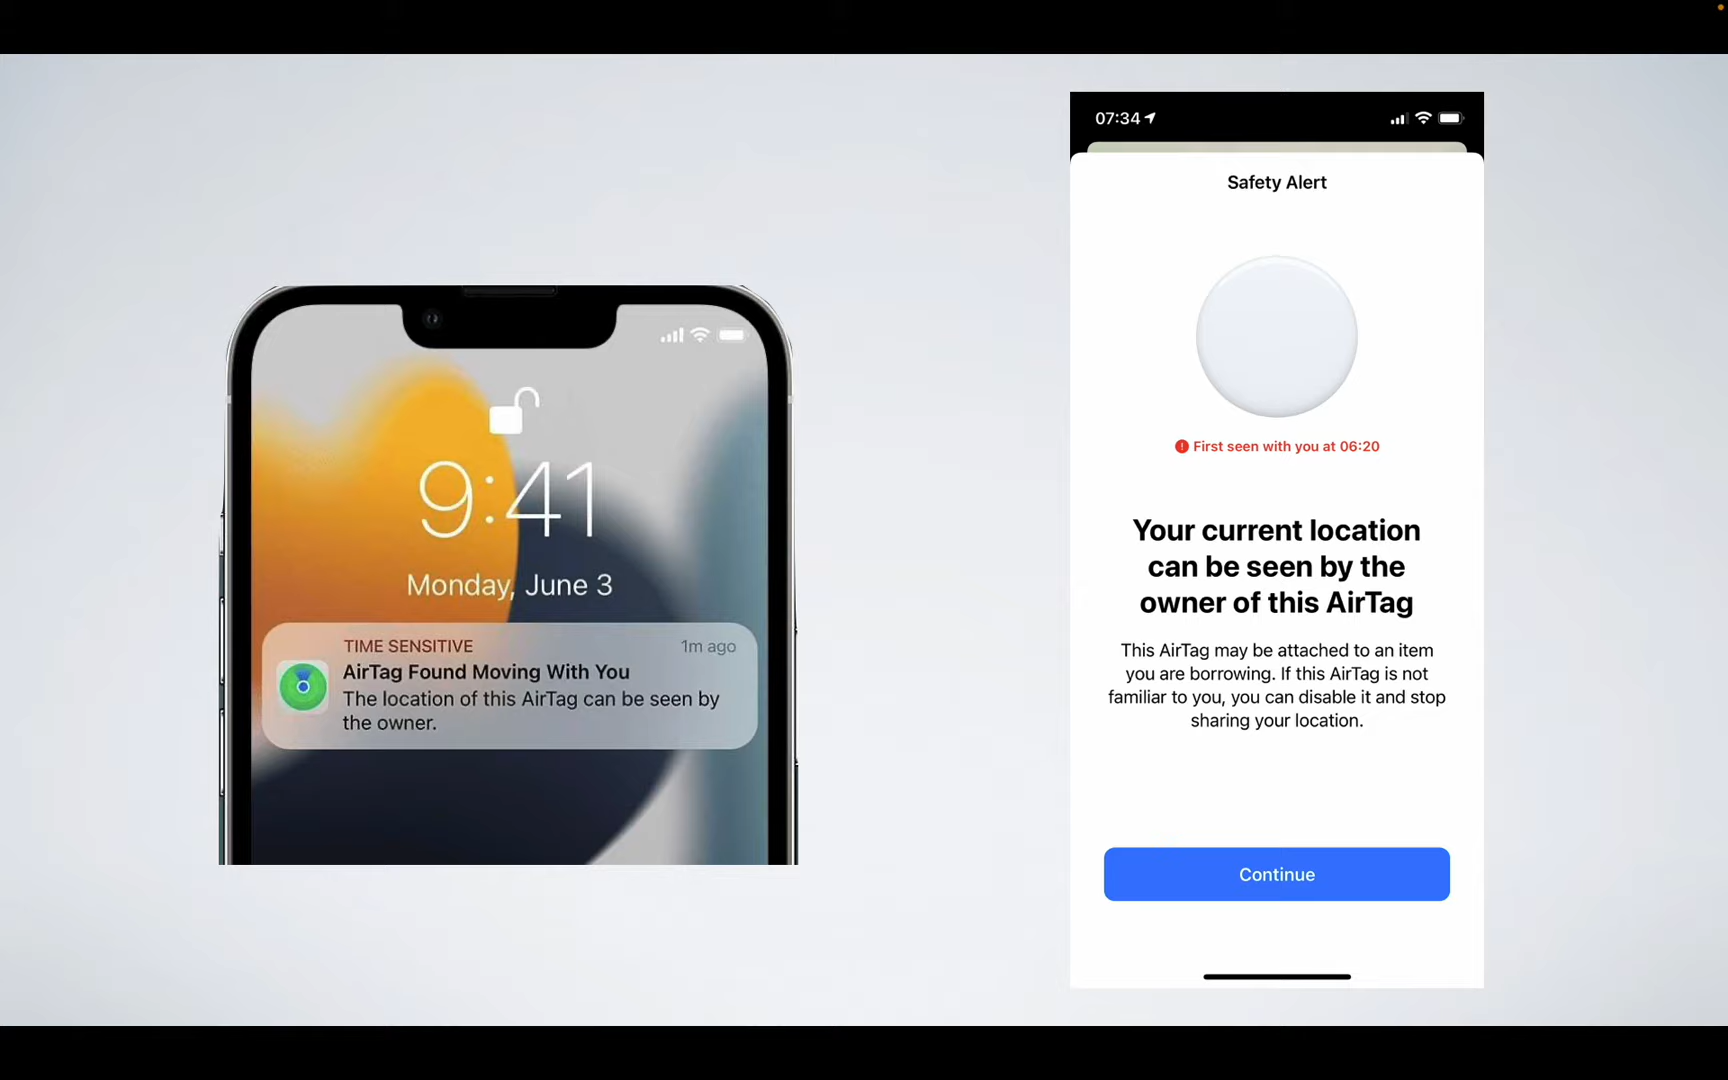 9:41
Monday, June 3
TIME SENSITIVE
1m ago
AirTag Found Moving With You
The location of this AirTag can be seen by
the owner.
07:34
Safety Alert
First seen with you at 06:20
Your current location
can be seen by the
owner of this AirTag
This AirTag may be attached to an item
you are borrowing. If this AirTag is not
familiar to you, you can disable it and stop
sharing your location.
Continue